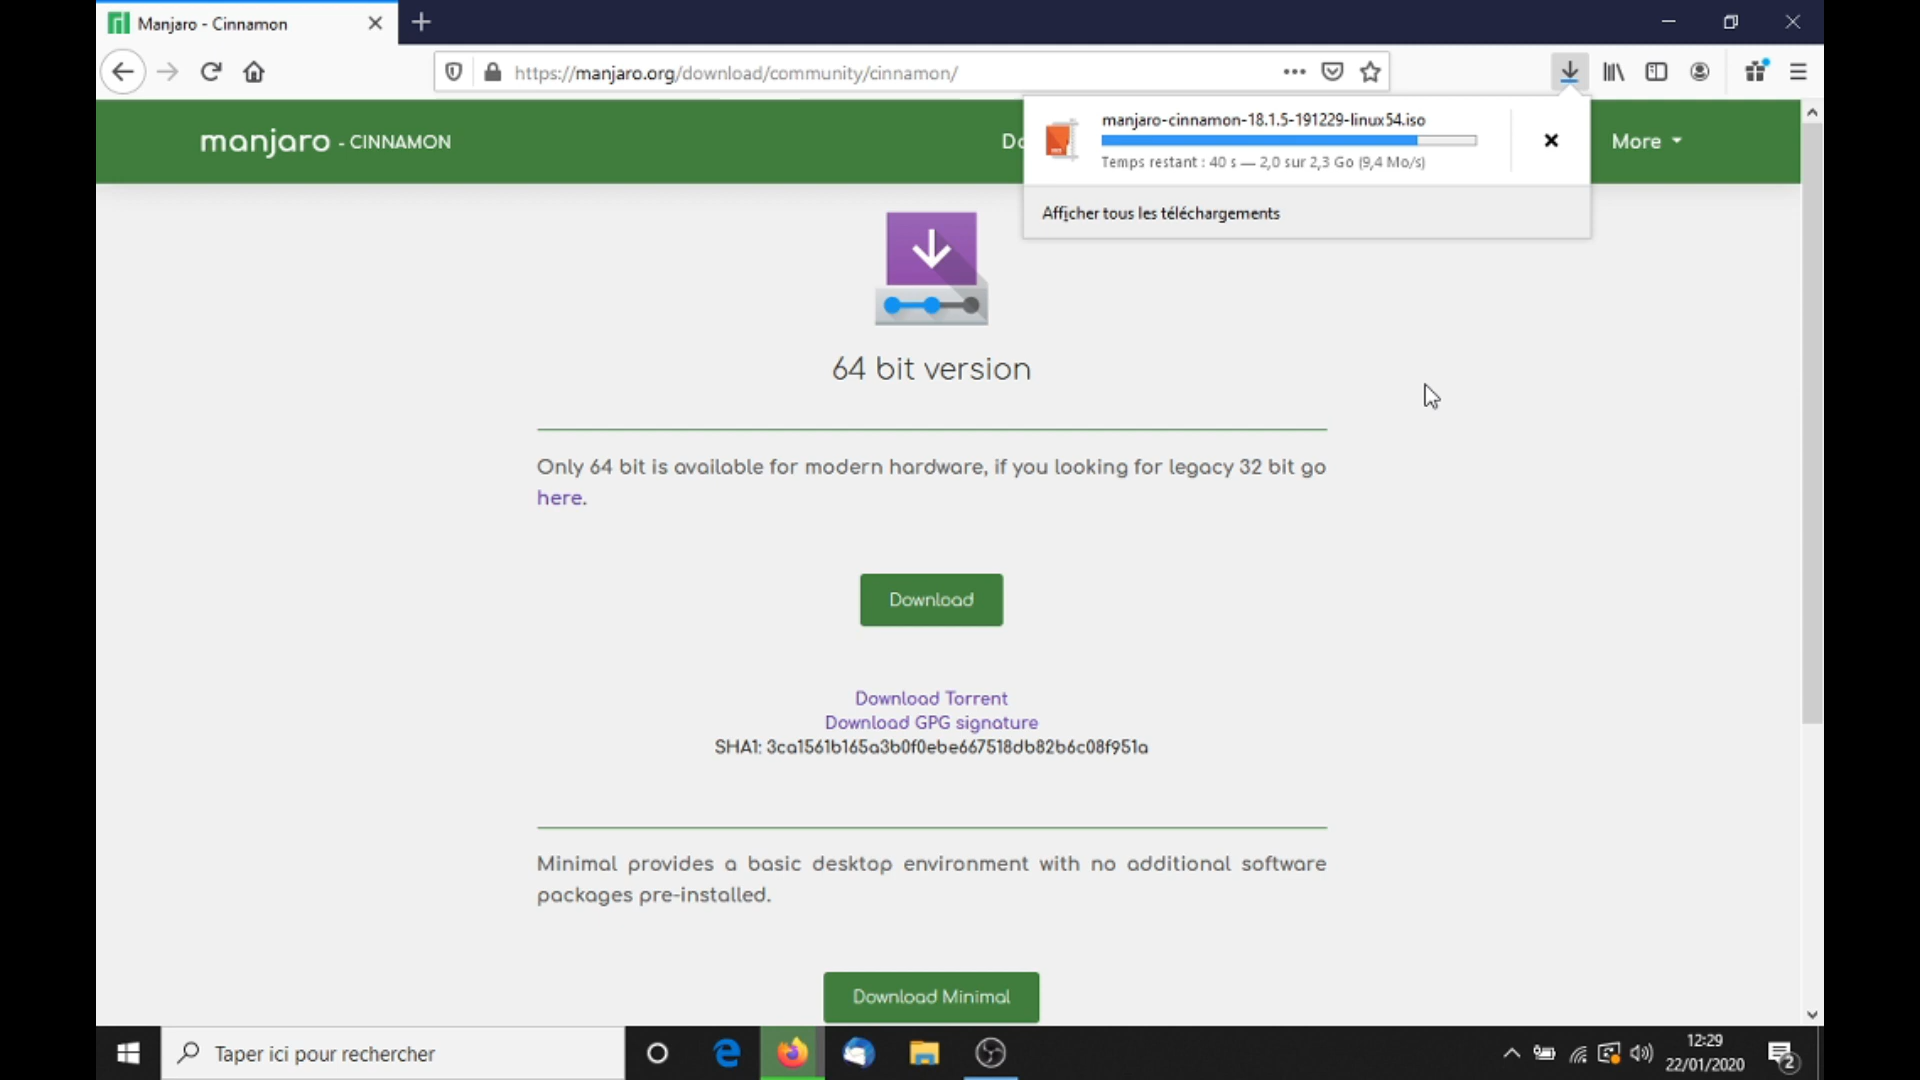 Manjaro - Cinnamon
https://manjaro.org/download/community/cinnamon/
manjaro - CINNAMON
More
manjaro-cinnamon-18.1.5-191229-linux54.iso
Temps restant : 40 s — 2,0 sur 2,3 Go (9,4 Mo/s)
Afficher tous les téléchargements
64 bit version
Only 64 bit is available for modern hardware, if you looking for legacy 32 bit go
here.
Download
Download Torrent
Download GPG signature
SHA1: 3ca1561b165a3b0f0ebe667518db82b6c08f951a
Minimal provides a basic desktop environment with no additional software
packages pre-installed.
Download Minimal
Taper ici pour rechercher
12:29
22/01/2020
2